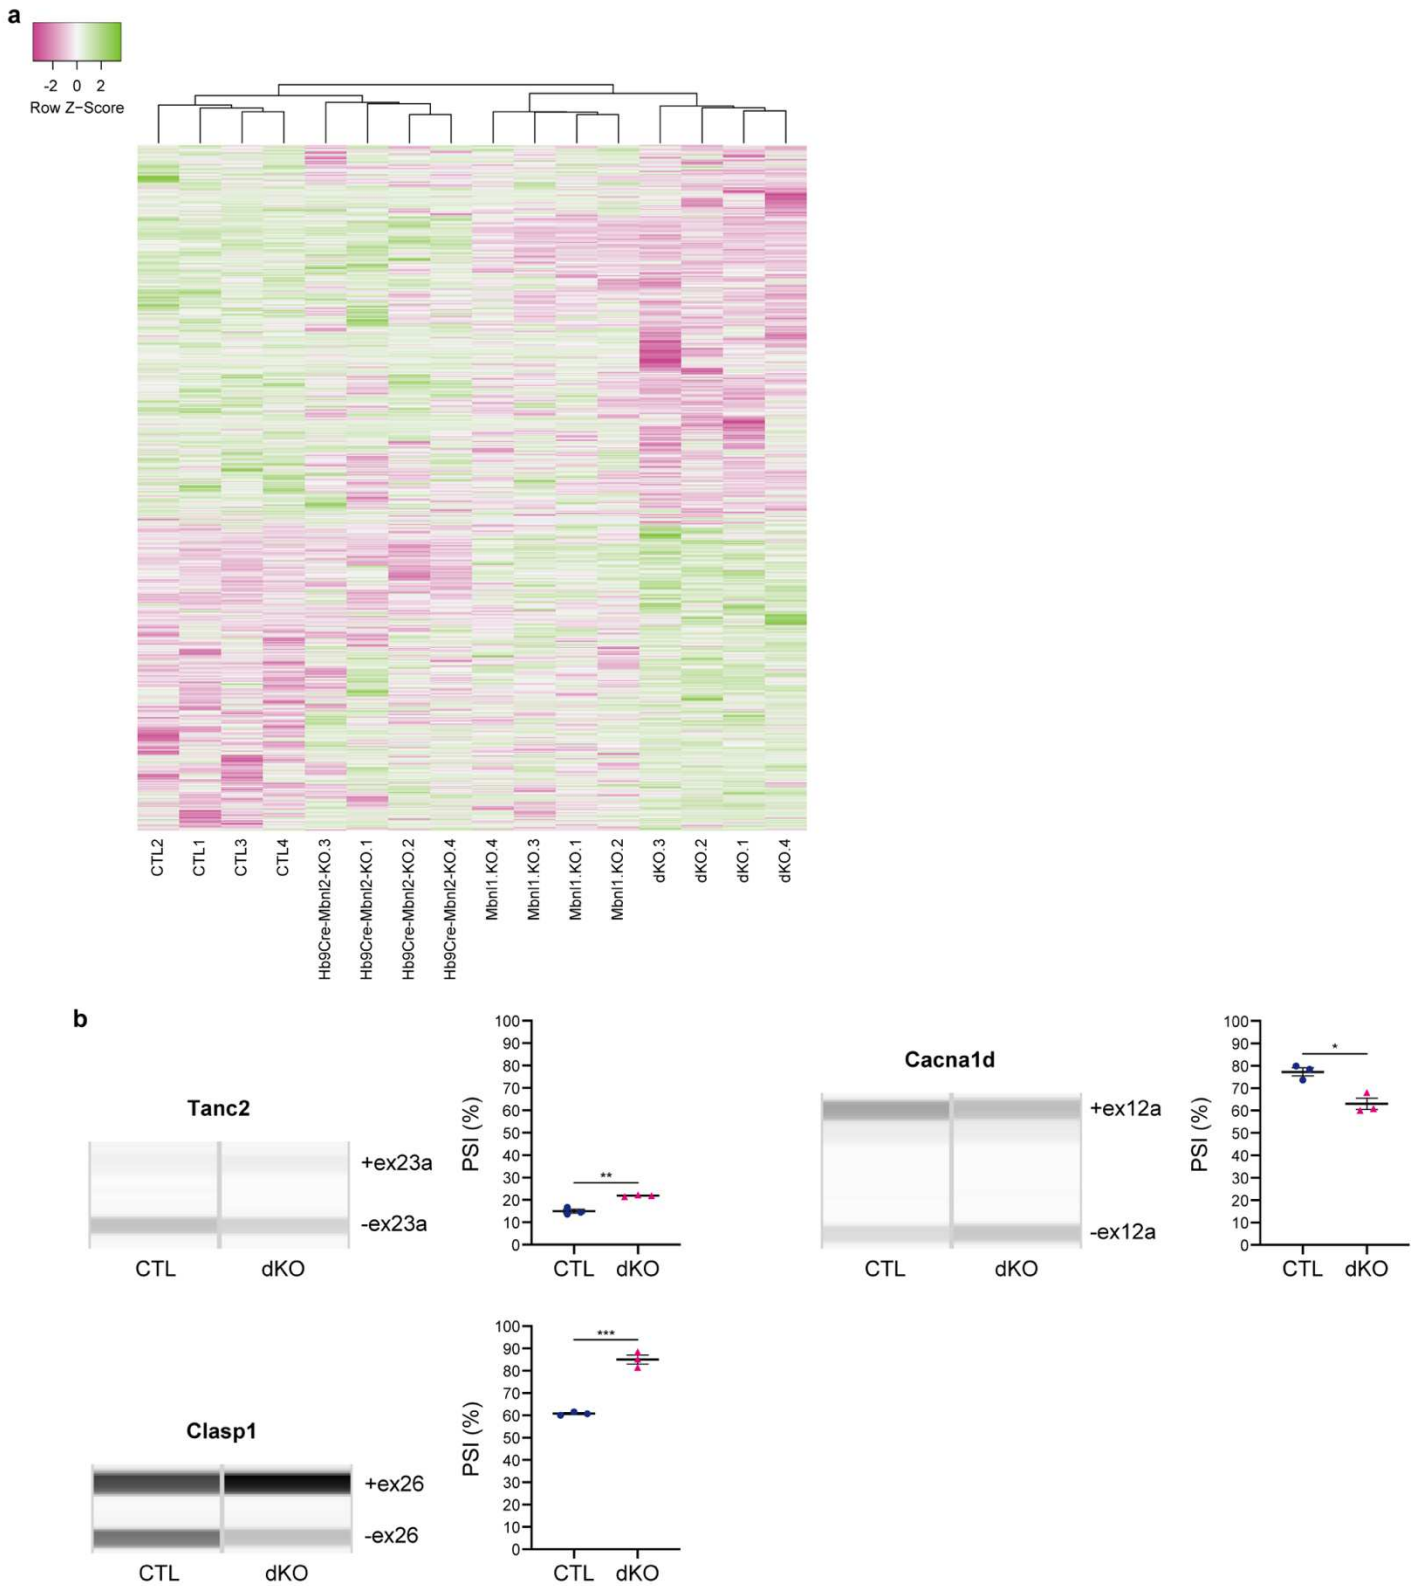 a
-2 0 2
Row Z−Score
CTL2
CTL1
CTL3
CTL4
Hb9Cre-Mbnl2-KO.3
Hb9Cre-Mbnl2-KO.1
Hb9Cre-Mbnl2-KO.2
Hb9Cre-Mbnl2-KO.4
Mbnl1.KO.4
Mbnl1.KO.3
Mbnl1.KO.1
Mbnl1.KO.2
dKO.3
dKO.2
dKO.1
dKO.4
b
Tanc2
+ex23a
-ex23a
CTL dKO
PSI (%)
100
90
80
70
60
50
40
30
20
10
0
**
CTL dKO
Cacna1d
+ex12a
-ex12a
CTL dKO
PSI (%)
100
90
80
70
60
50
40
30
20
10
0
*
CTL dKO
Clasp1
+ex26
-ex26
CTL dKO
PSI (%)
100
90
80
70
60
50
40
30
20
10
0
***
CTL dKO